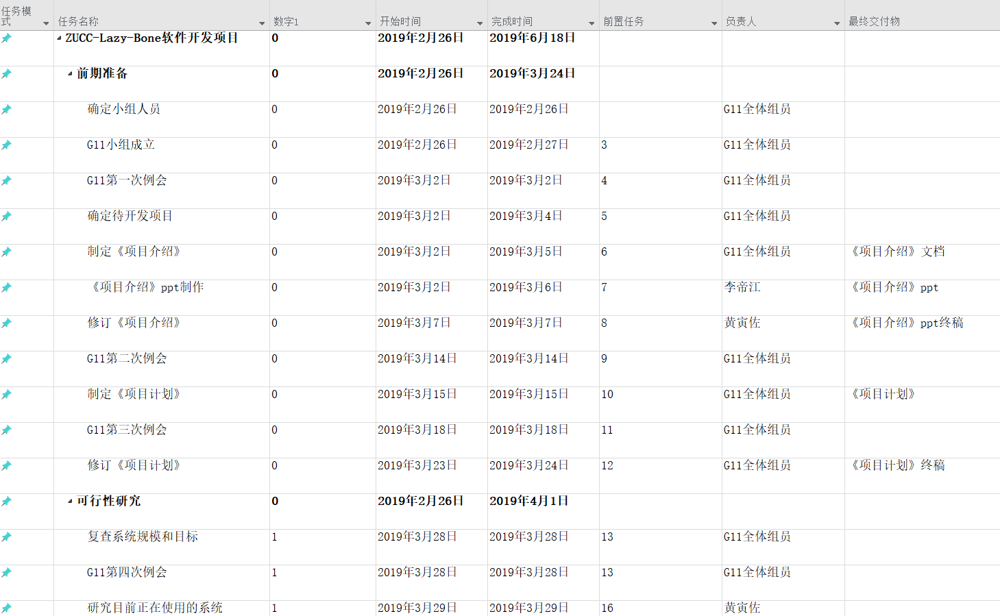 任务模式 任务名称 数字1 开始时间 完成时间 前置任务 负责人 最终交付物
ZUCC-Lazy-Bone软件开发项目 0 2019年2月26日 2019年6月18日
前期准备 0 2019年2月26日 2019年3月24日
确定小组人员 0 2019年2月26日 2019年2月26日 G11全体组员
G11小组成立 0 2019年2月26日 2019年2月27日 3 G11全体组员
G11第一次例会 0 2019年3月2日 2019年3月2日 4 G11全体组员
确定待开发项目 0 2019年3月2日 2019年3月4日 5 G11全体组员
制定《项目介绍》 0 2019年3月2日 2019年3月5日 6 G11全体组员 《项目介绍》文档
《项目介绍》ppt制作 0 2019年3月2日 2019年3月6日 7 李帝江 《项目介绍》ppt
修订《项目介绍》 0 2019年3月7日 2019年3月7日 8 黄寅佐 《项目介绍》ppt终稿
G11第二次例会 0 2019年3月14日 2019年3月14日 9 G11全体组员
制定《项目计划》 0 2019年3月15日 2019年3月15日 10 G11全体组员 《项目计划》
G11第三次例会 0 2019年3月18日 2019年3月18日 11 G11全体组员
修订《项目计划》 0 2019年3月23日 2019年3月24日 12 G11全体组员 《项目计划》终稿
可行性研究 0 2019年2月26日 2019年4月1日
复查系统规模和目标 1 2019年3月28日 2019年3月28日 13 G11全体组员
G11第四次例会 1 2019年3月28日 2019年3月28日 13 G11全体组员
研究目前正在使用的系统 1 2019年3月29日 2019年3月29日 16 黄寅佐